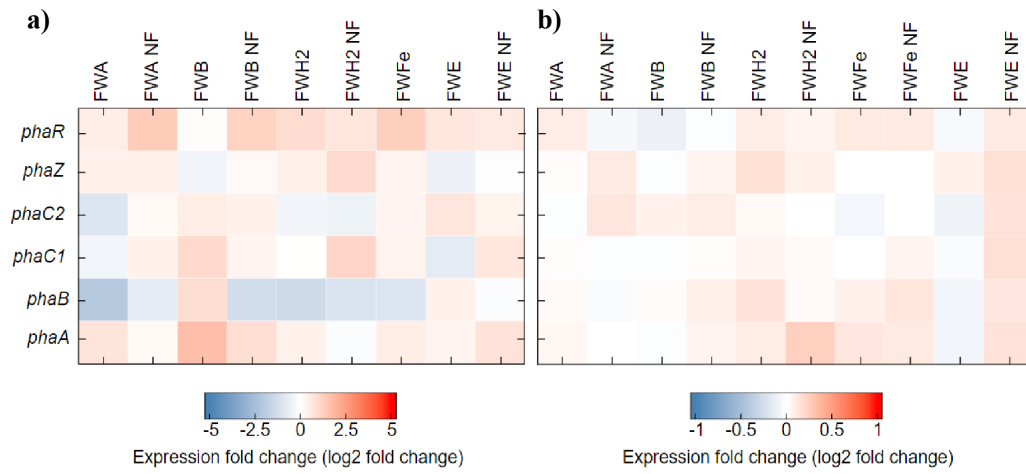 a)
FWA FWA NF FWB FWB NF FWH2 FWH2 NF FWFe FWE FWE NF
b)
FWA FWA NF FWB FWB NF FWH2 FWH2 NF FWFe FWFe NF FWE FWE NF
phaR
phaZ
phaC2
phaC1
phaB
phaA
-5 -2.5 0 2.5 5
Expression fold change (log2 fold change)
-1 -0.5 0 0.5 1
Expression fold change (log2 fold change)